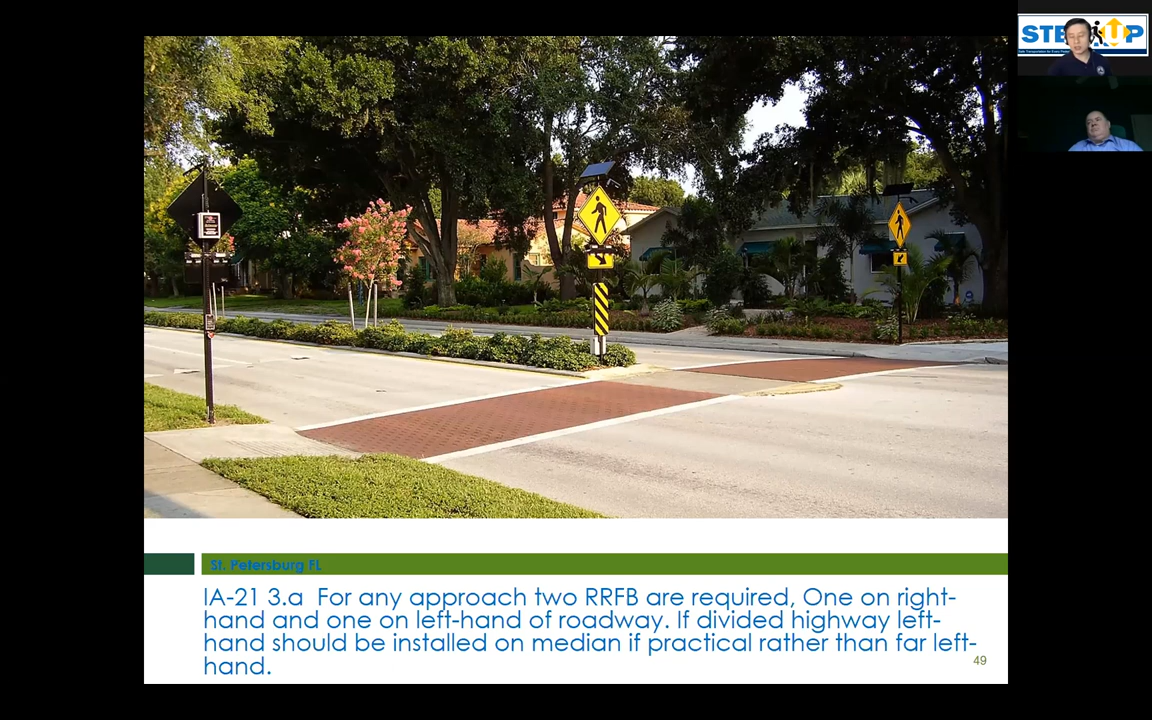 STEP UP
St. Petersburg FL
IA-21 3.a For any approach two RRFB are required, One on right-
hand and one on left-hand of roadway. If divided highway left-
hand should be installed on median if practical rather than far left-
hand.
49